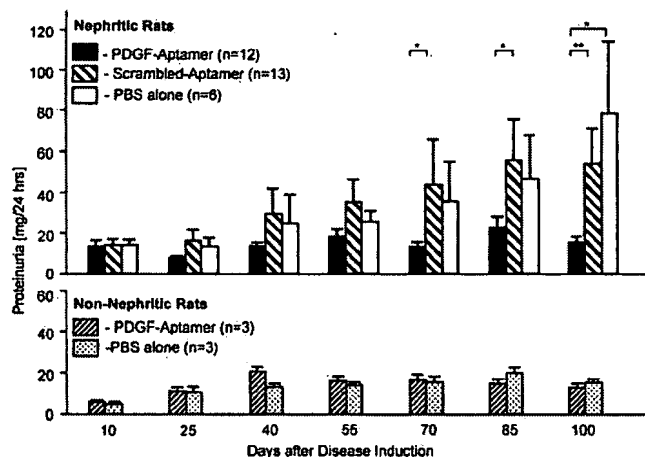 Nephritic Rats
- PDGF-Aptamer (n=12)
- Scrambled-Aptamer (n=13)
- PBS alone (n=6)
* * ** *
120
100
80
60
40
20
0
Proteinuria [mg/24 hrs]
Non-Nephritic Rats
- PDGF-Aptamer (n=3)
-PBS alone (n=3)
60
40
20
0
10 25 40 55 70 85 100
Days after Disease Induction